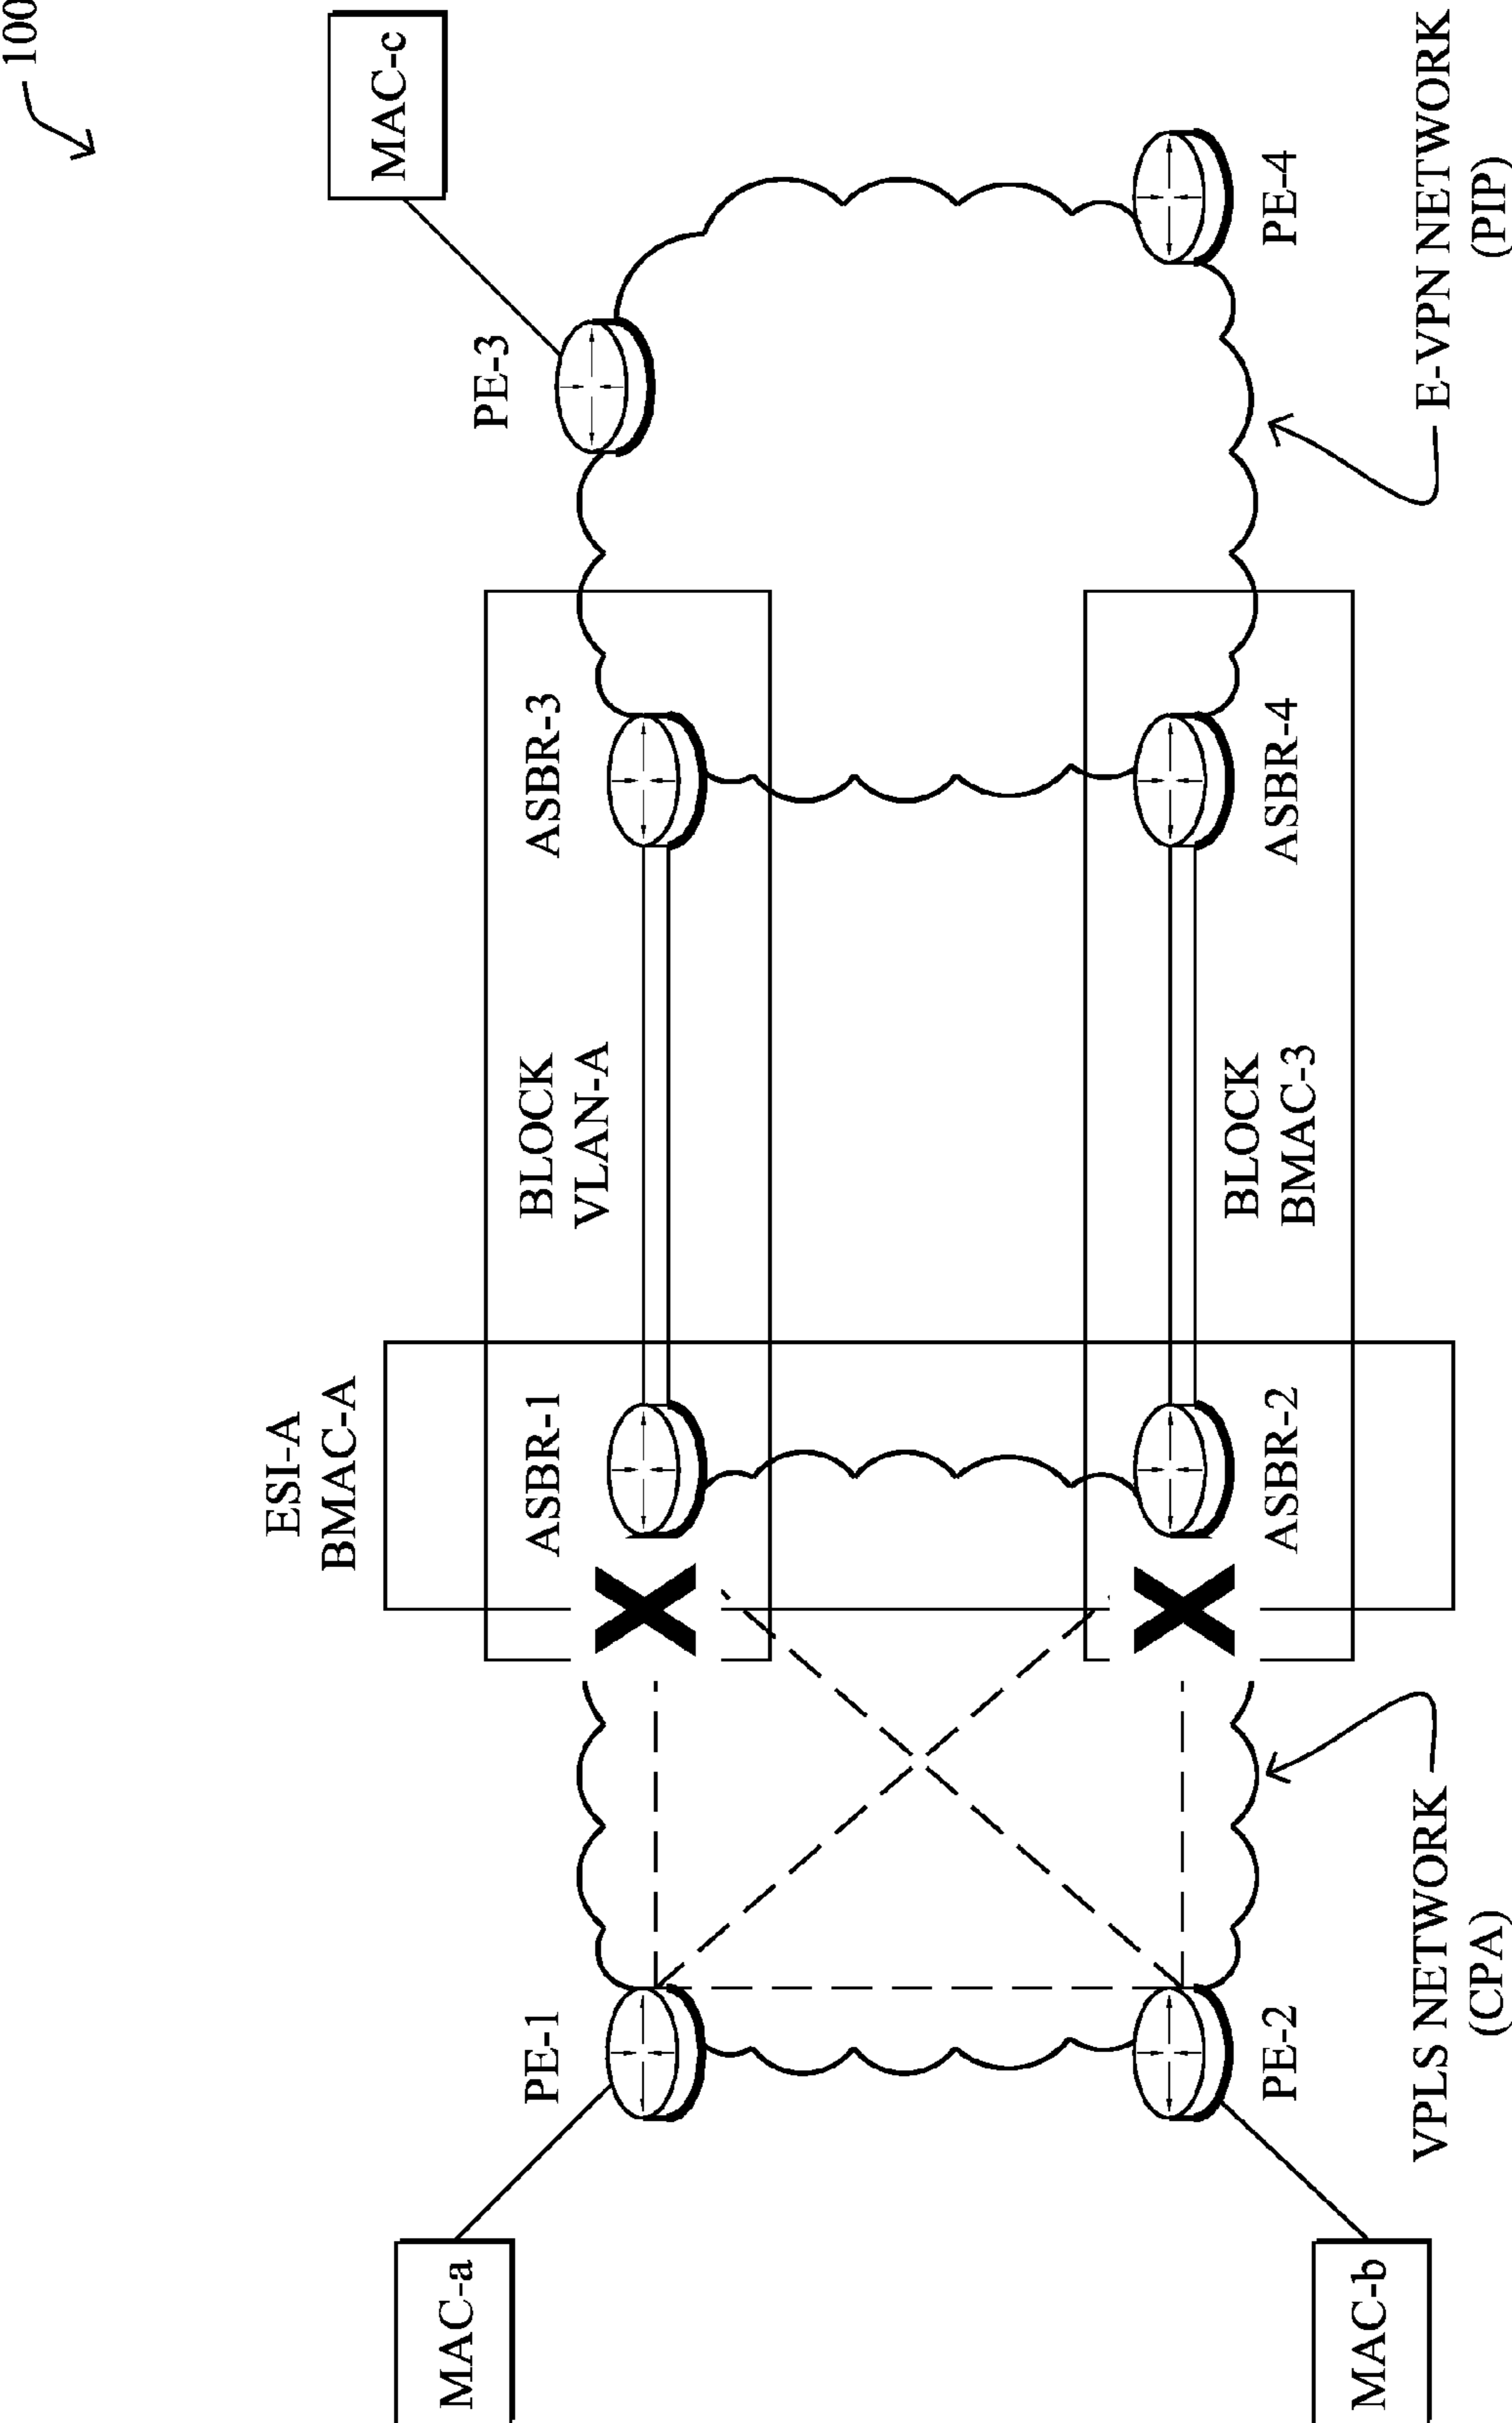 100
ESI-A
BMAC-A
MAC-c
MAC-a
PE-3
PE-1
ASBR-1
BLOCK
VLAN-A
ASBR-3
X
X
PE-2
ASBR-2
BLOCK
BMAC-3
ASBR-4
PE-4
MAC-b
VPLS NETWORK
(CPA)
E-VPN NETWORK
(PIP)